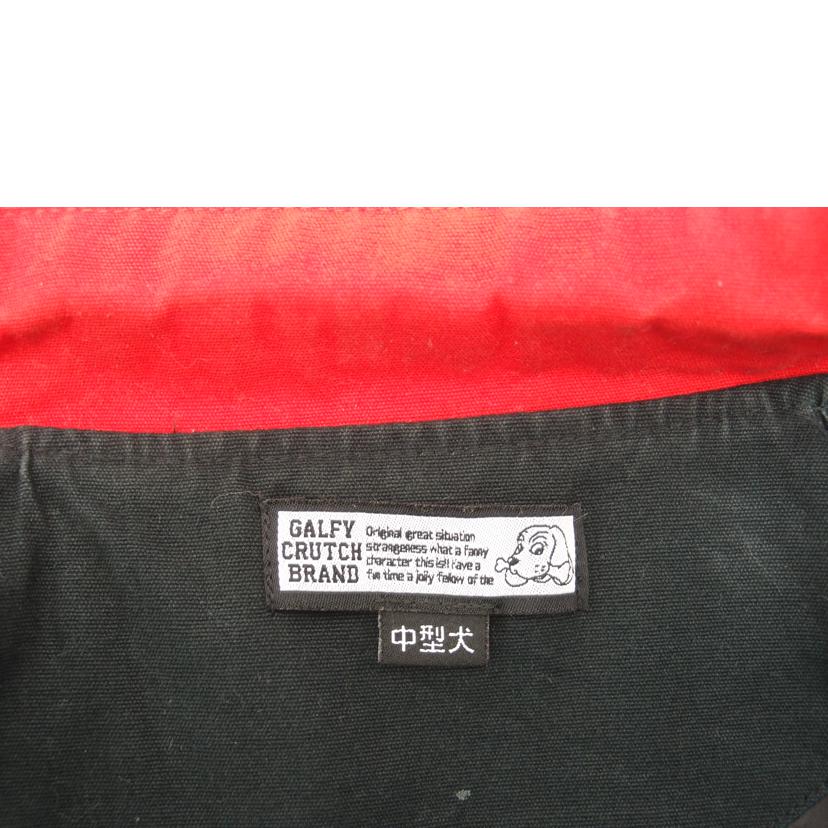 GALFY
CRUTCH
BRAND
Original great situation
strangeness what a fanny
character this is!! Have a
fun time a jolly fellow of the
中型犬